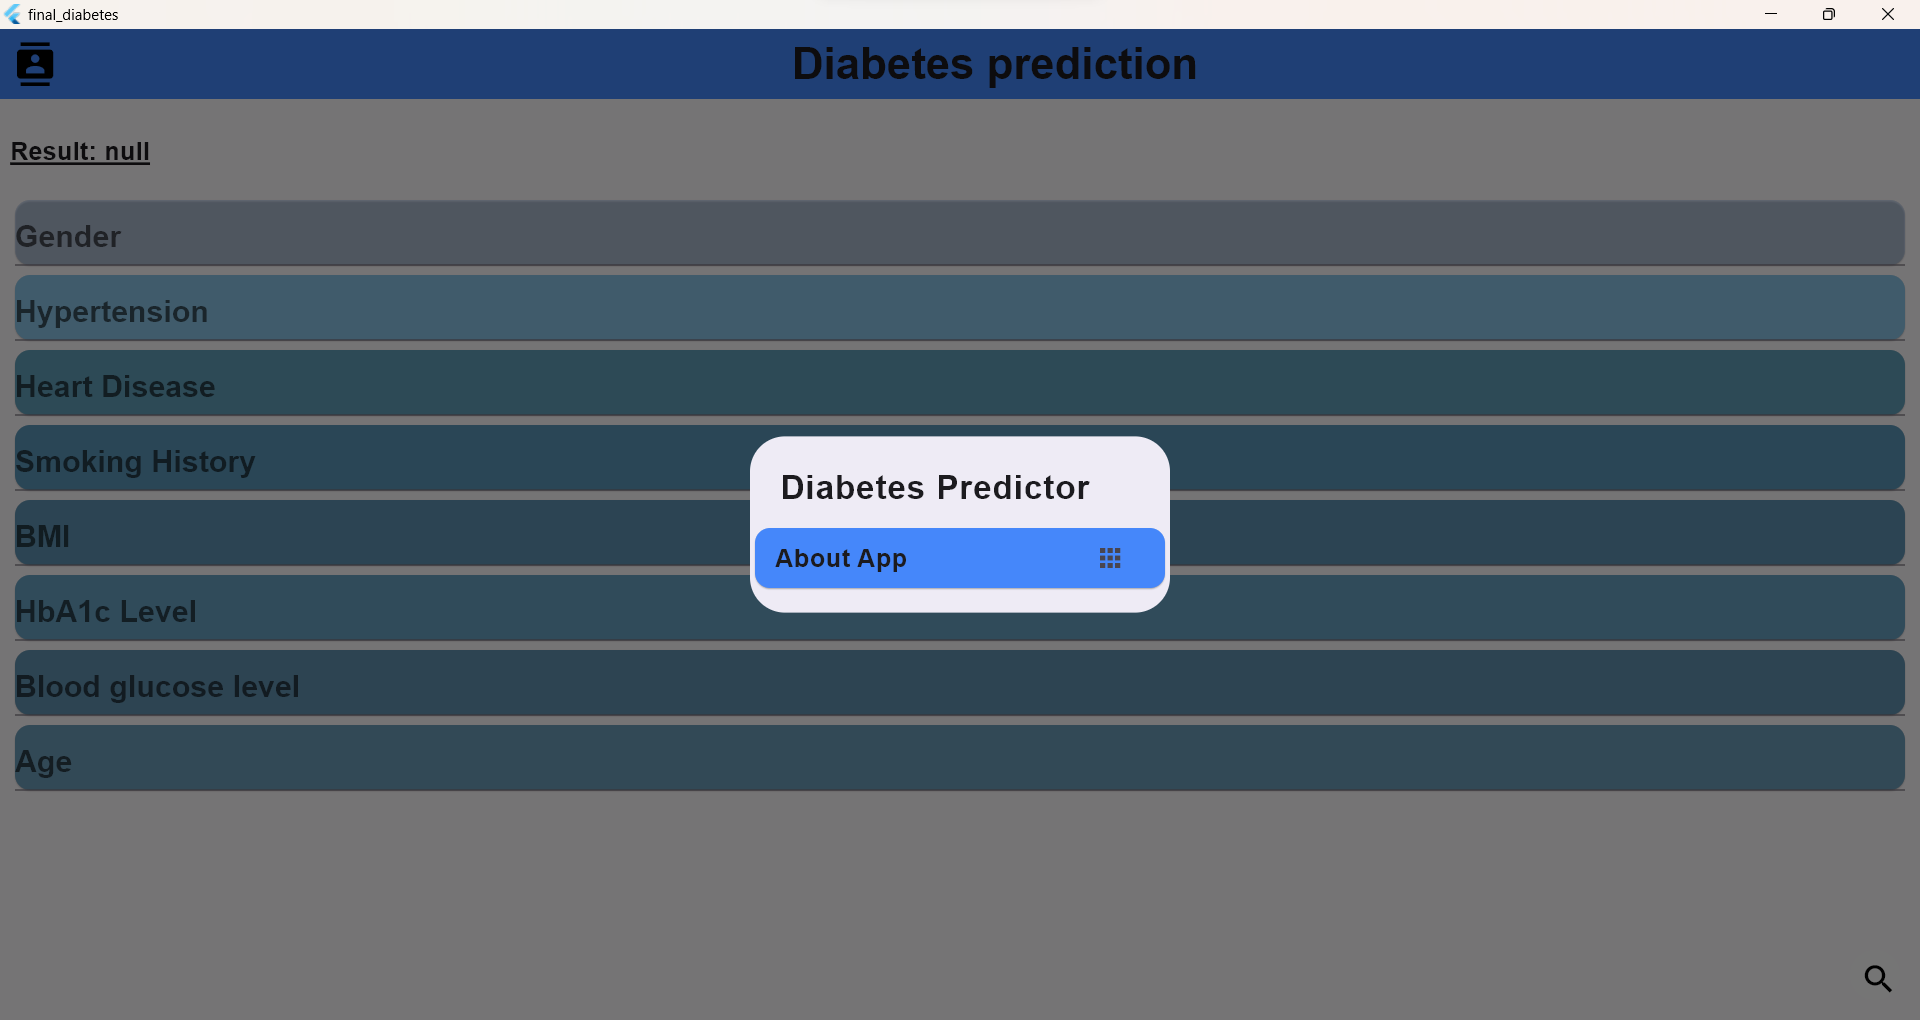 final_diabetes
Diabetes prediction
Result: null
Gender
Hypertension
Heart Disease
Smoking History
BMI
HbA1c Level
Blood glucose level
Age
Diabetes Predictor
About App